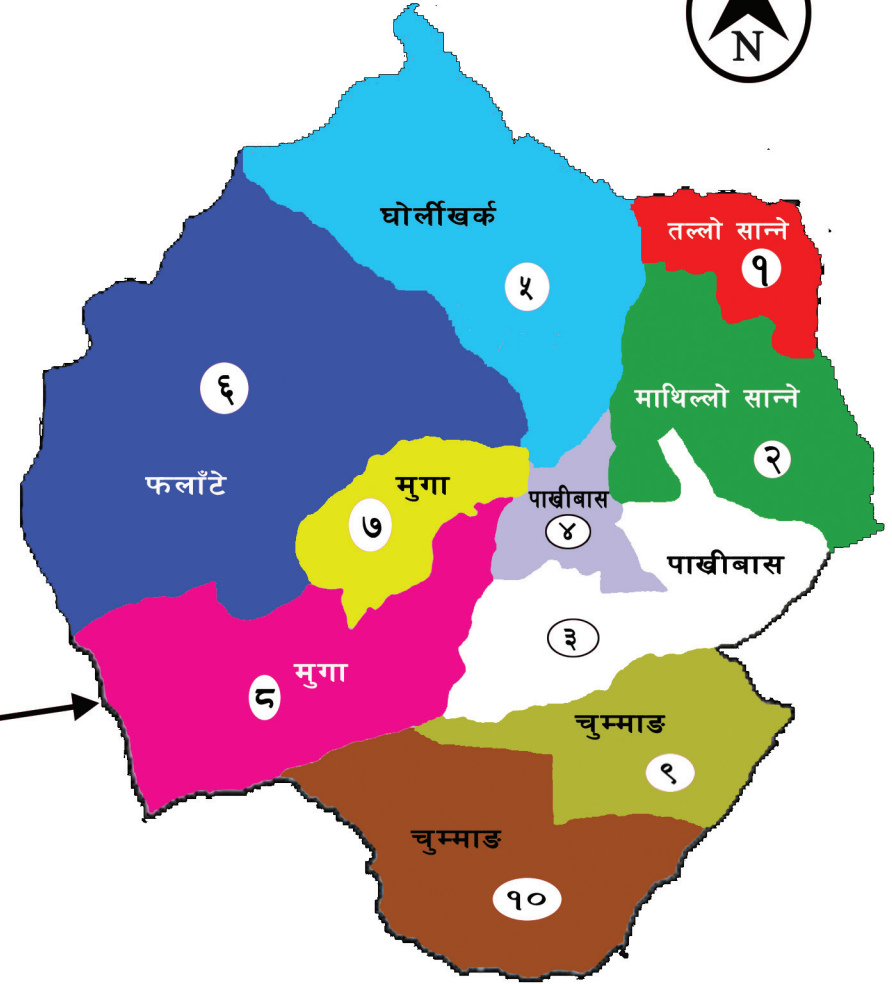 N
घोर्लीखर्क
५
तल्लो सान्ने
१
६
फलाँटे
माथिल्लो सान्ने
२
मुगा
७
पाख्रीबास
४
पाख्रीबास
३
मुगा
८
चुम्माङ
९
चुम्माङ
१०